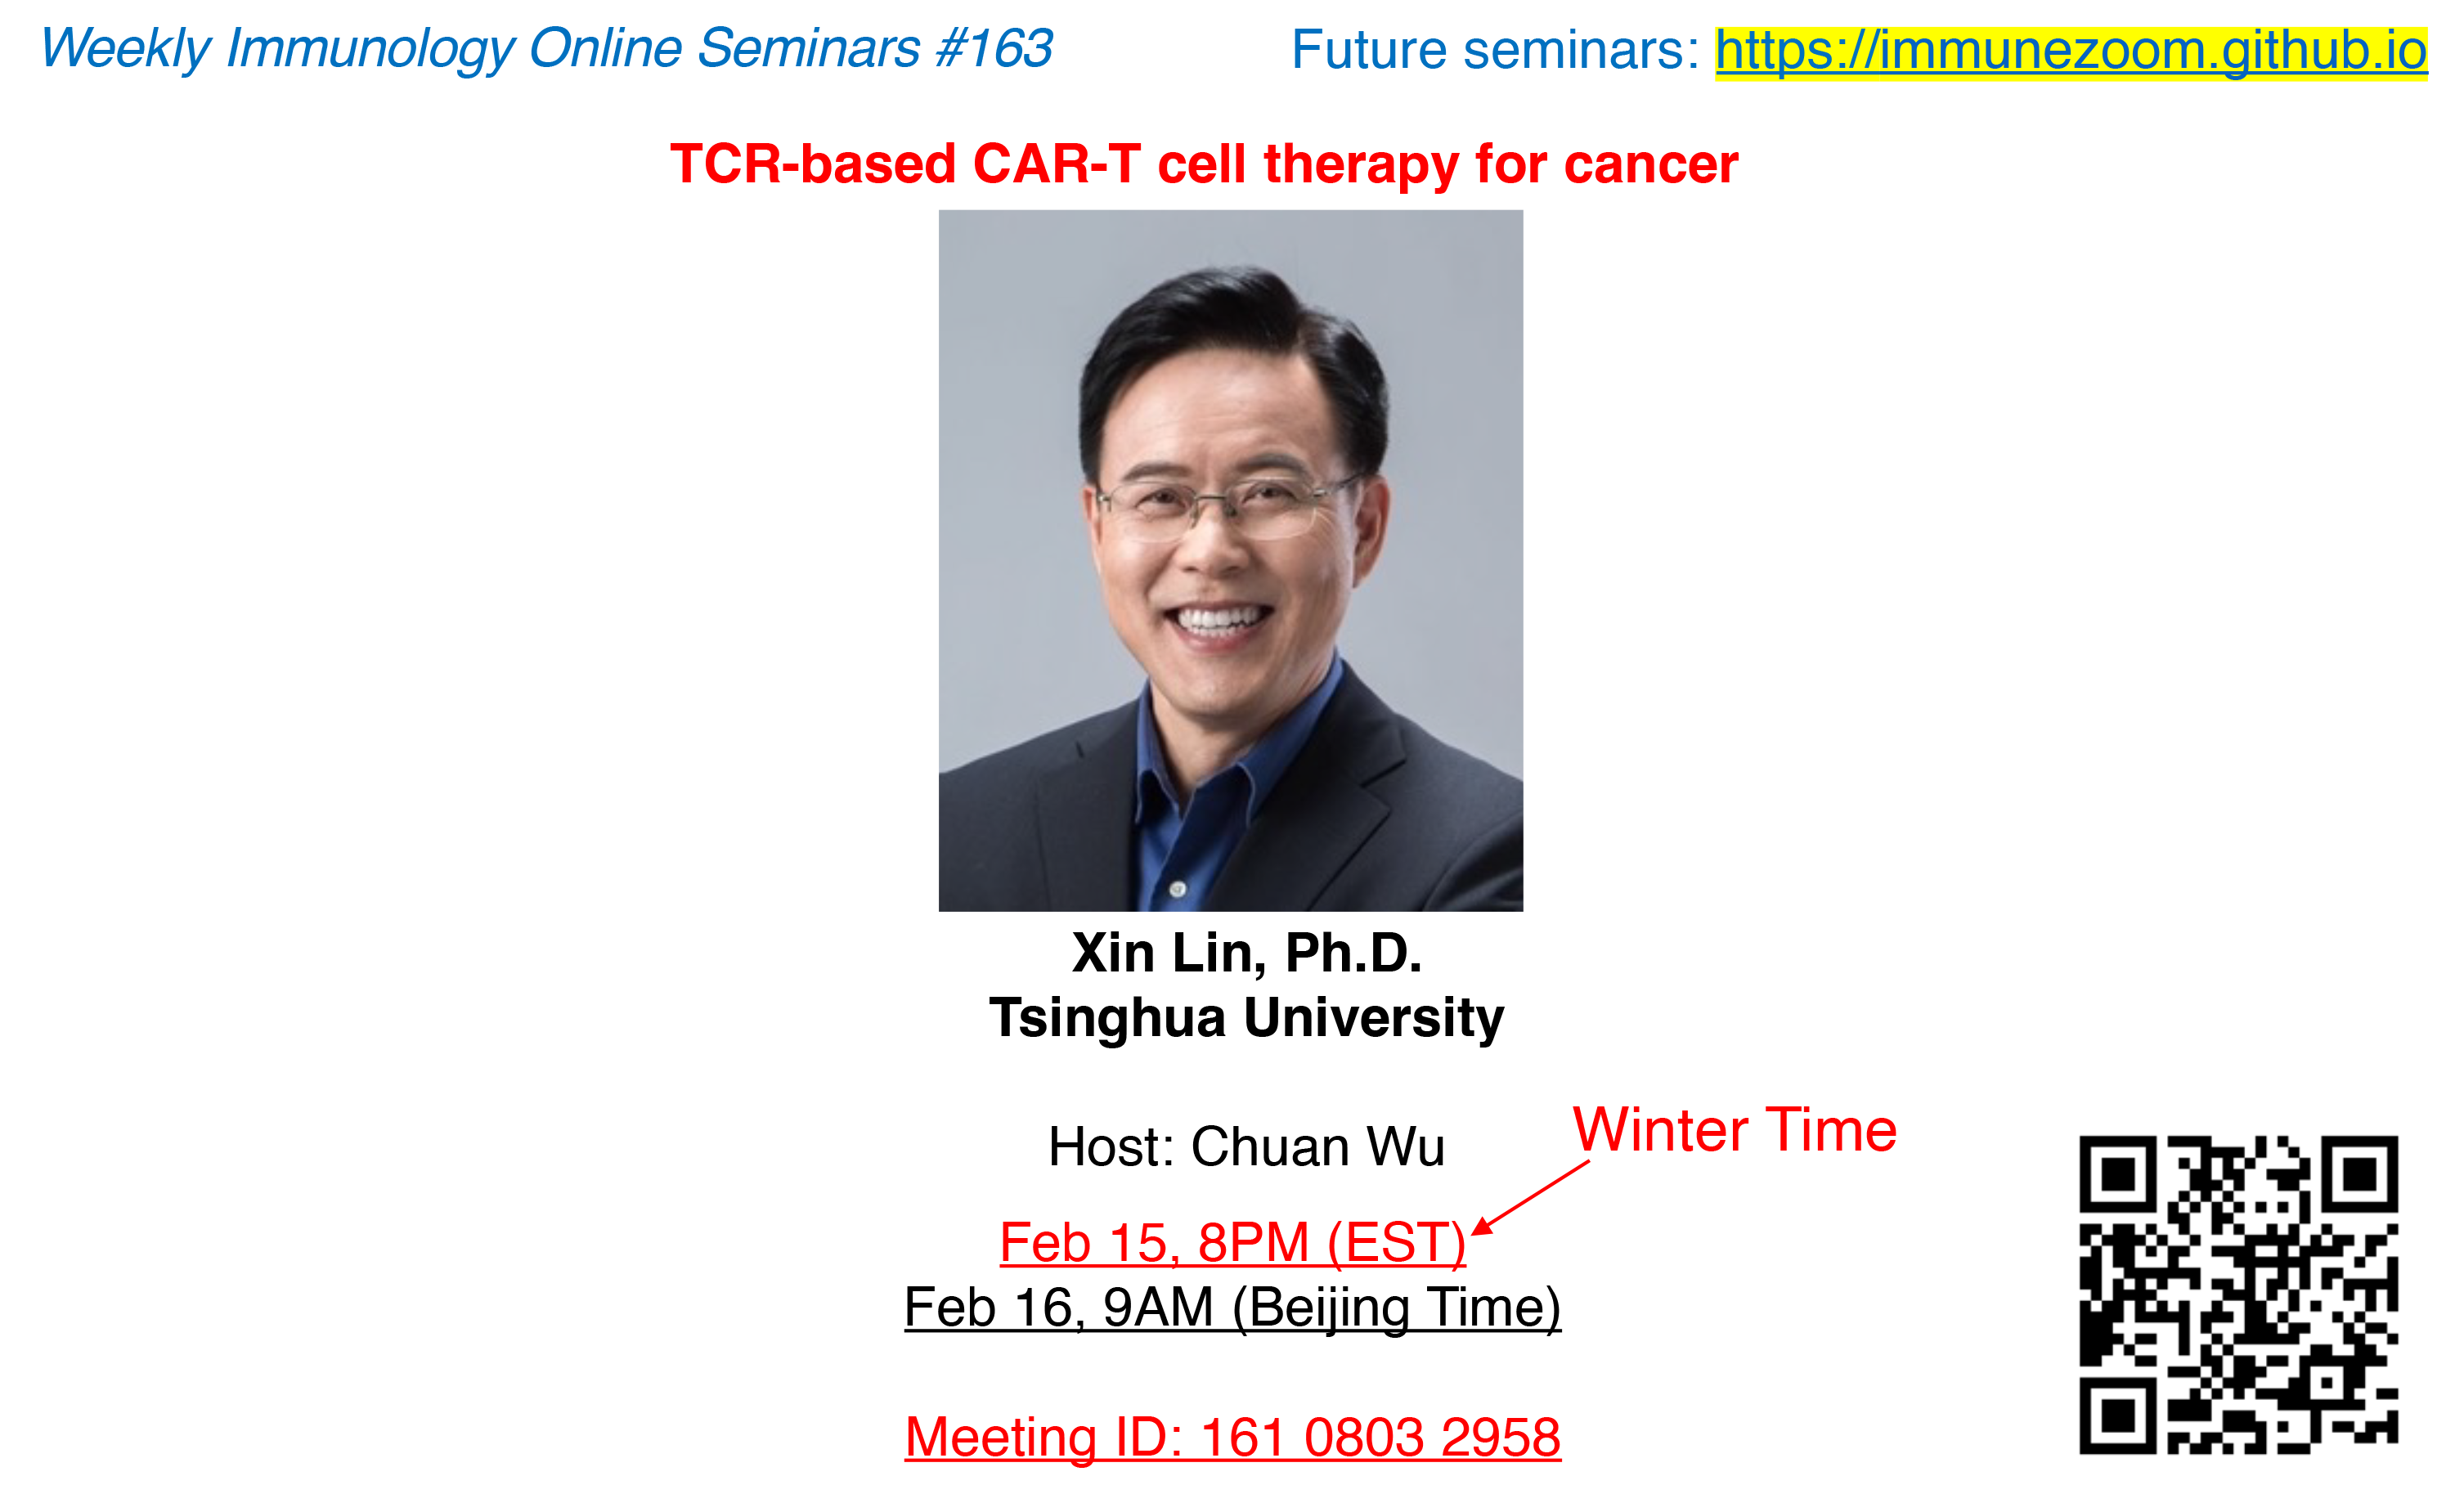 Weekly Immunology Online Seminars #163
Future seminars: https://immunezoom.github.io
TCR-based CAR-T cell therapy for cancer
Xin Lin, Ph.D.
Tsinghua University
Host: Chuan Wu
Winter Time
Feb 15, 8PM (EST)
Feb 16, 9AM (Beijing Time)
Meeting ID: 161 0803 2958